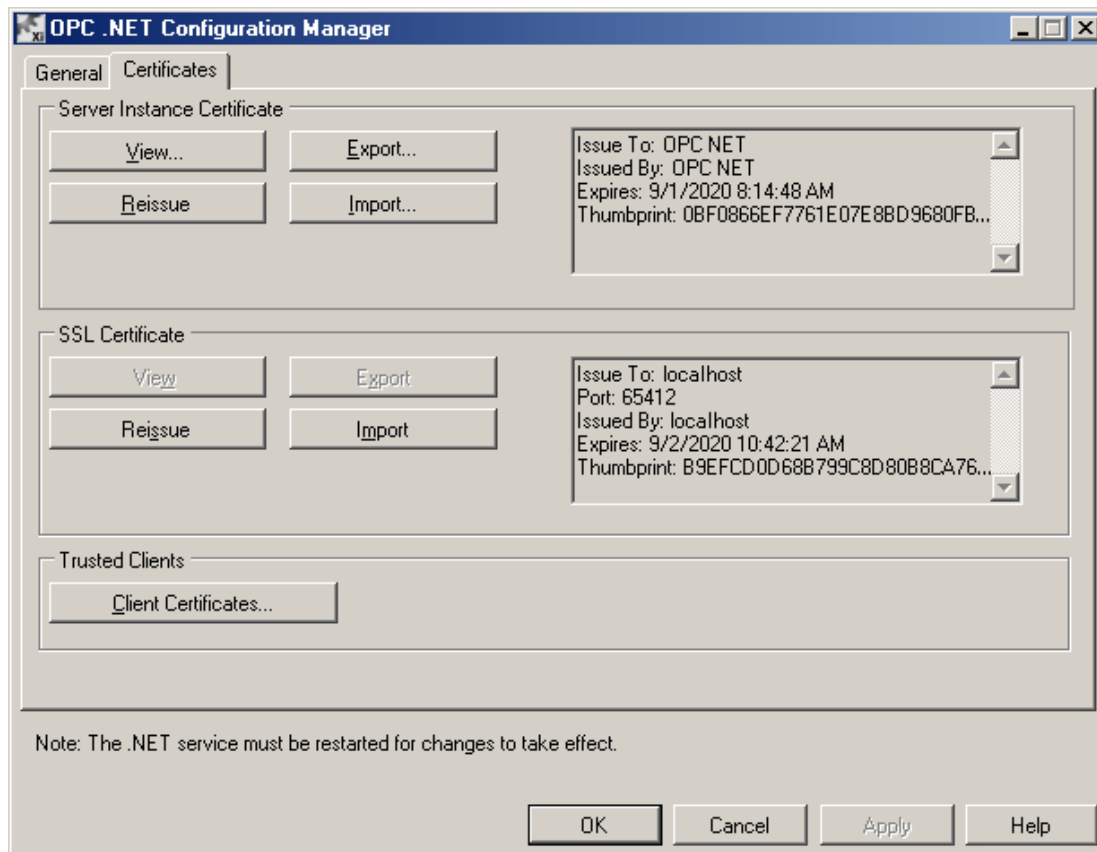 OPC .NET Configuration Manager
General
Certificates
Server Instance Certificate
View...
Export...
Reissue
Import...
Issue To: OPC NET
Issued By: OPC NET
Expires: 9/1/2020 8:14:48 AM
Thumbprint: 0BF0866EF7761E07E8BD9680FB...
SSL Certificate
View
Export
Reissue
Import
Issue To: localhost
Port: 65412
Issued By: localhost
Expires: 9/2/2020 10:42:21 AM
Thumbprint: B9EFCD0D68B799C8D80B8CA76...
Trusted Clients
Client Certificates...
Note: The .NET service must be restarted for changes to take effect.
OK
Cancel
Apply
Help